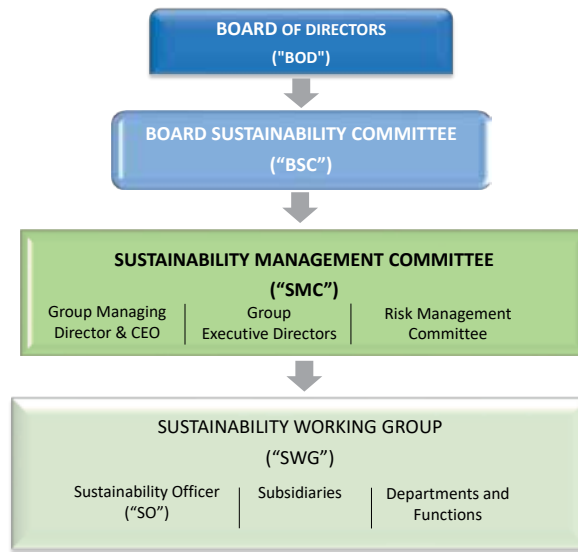 BOARD OF DIRECTORS
("BOD")
BOARD SUSTAINABILITY COMMITTEE
(“BSC”)
SUSTAINABILITY MANAGEMENT COMMITTEE
(“SMC”)
Group Managing
Director & CEO
Group
Executive Directors
Risk Management
Committee
SUSTAINABILITY WORKING GROUP
(“SWG”)
Sustainability Officer
(“SO”)
Subsidiaries
Departments and
Functions